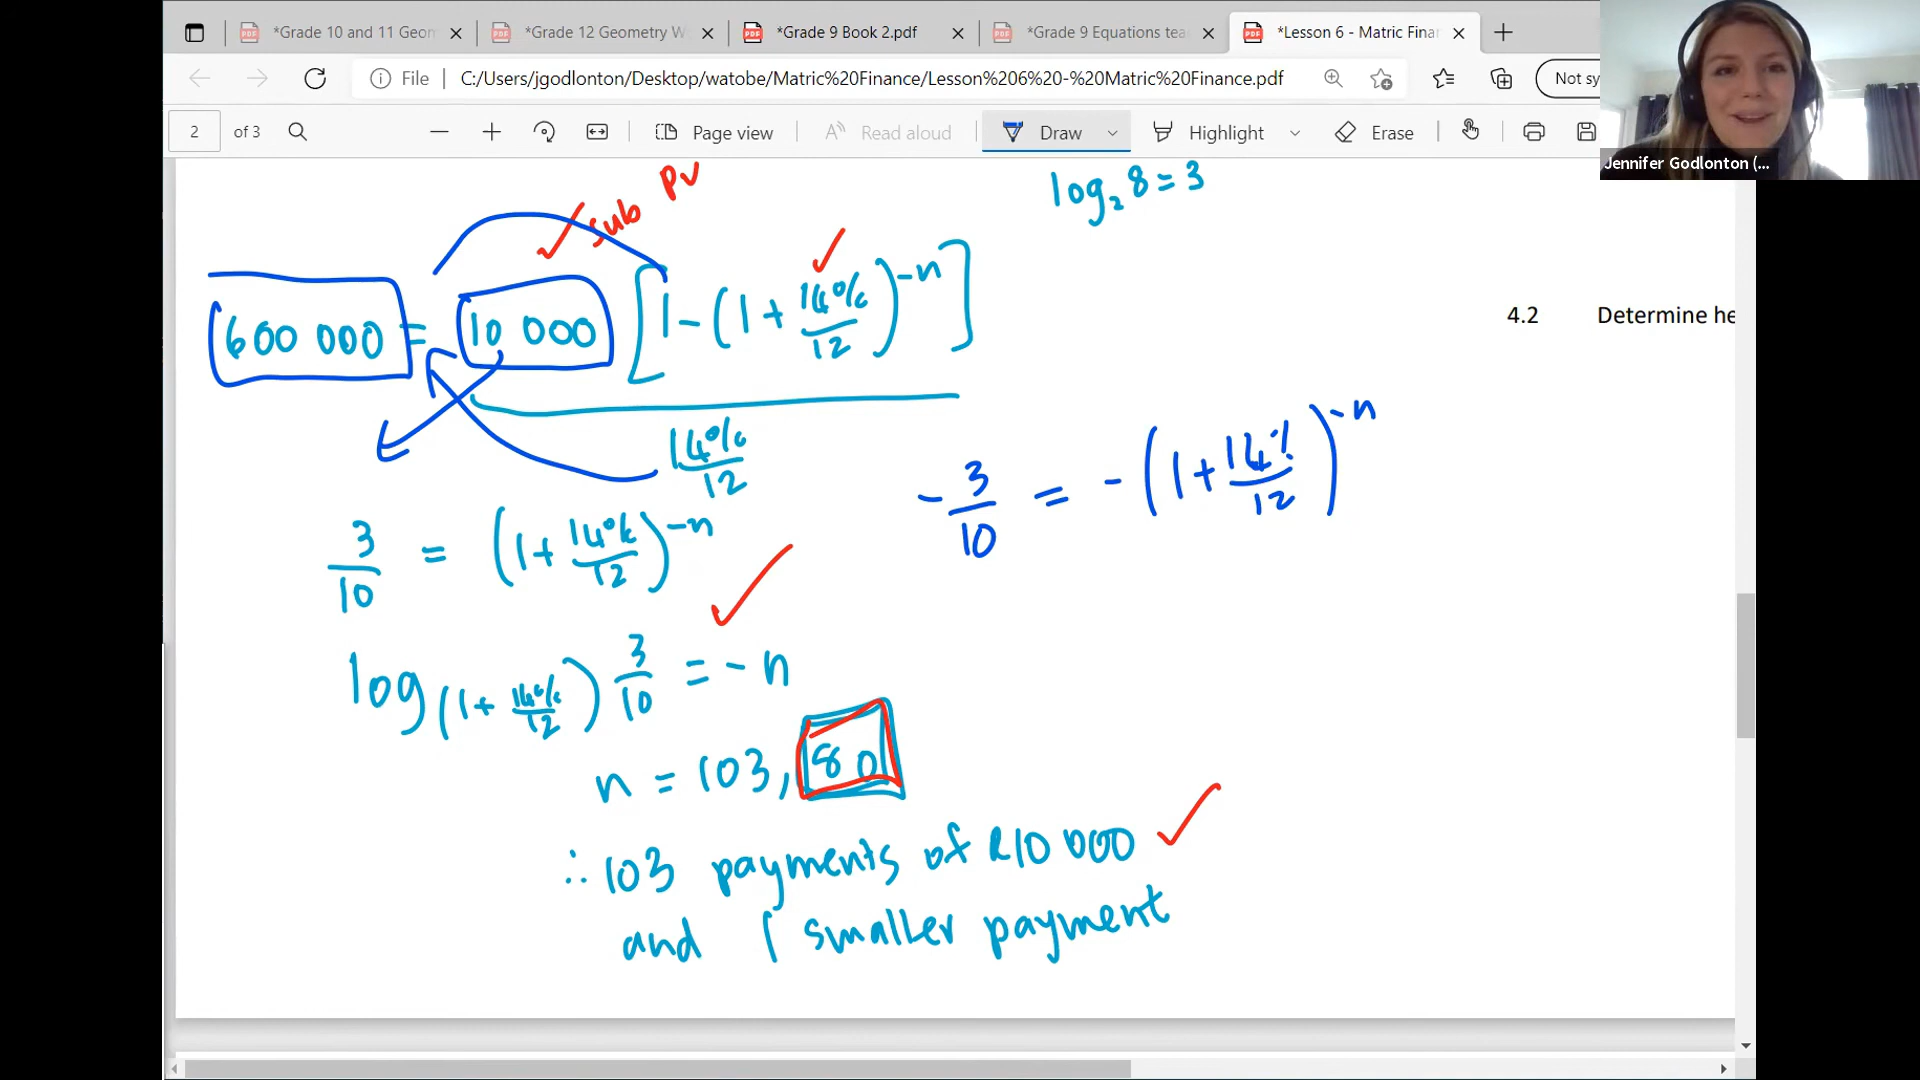 *Grade 10 and 11 Geom
*Grade 12 Geometry W
*Grade 9 Book 2.pdf
*Grade 9 Equations tea
*Lesson 6 - Matric Finan
File C:/Users/jgodlonton/Desktop/watobe/Matric%20Finance/Lesson%206%20-%20Matric%20Finance.pdf Not sy
2 of 3 Page view Read aloud Draw Highlight Erase
Jennifer Godlonton (...
sub Pv
log₂ 8 = 3
600 000 = 10 000 [1 - (1 + 14%/12)^-n]
14%/12
4.2 Determine he
-3/10 = -(1 + 14%/12)^-n
3/10 = (1 + 14%/12)^-n
log (1 + 14%/12) 3/10 = -n
n = 103,80
∴ 103 payments of R10 000
and 1 smaller payment